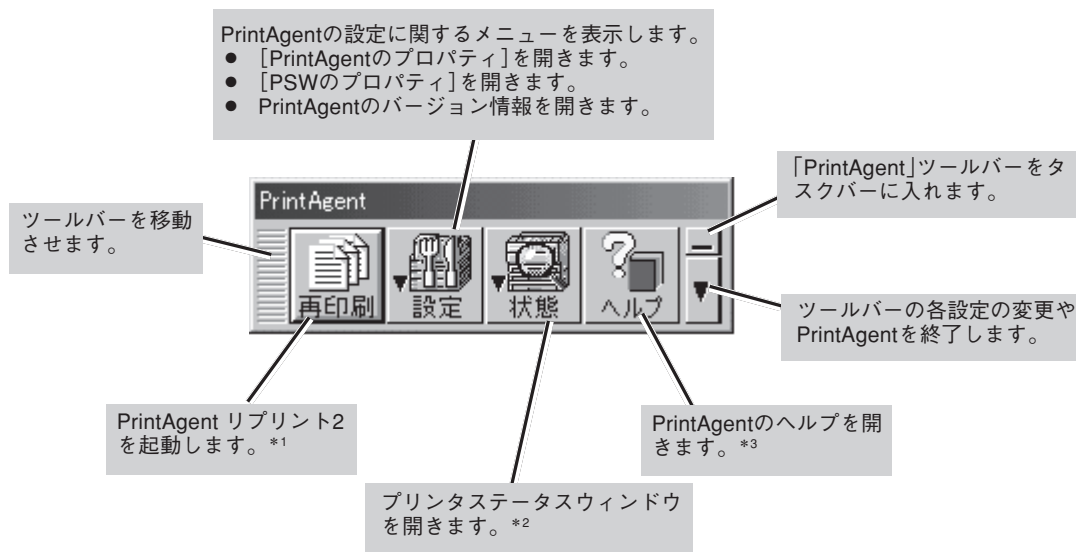 PrintAgentの設定に関するメニューを表示します。
● [PrintAgentのプロパティ]を開きます。
● [PSWのプロパティ]を開きます。
● PrintAgentのバージョン情報を開きます。
「PrintAgent」ツールバーをタ
スクバーに入れます。
ツールバーを移動
させます。
PrintAgent
再印刷
設定
状態
ヘルプ
ツールバーの各設定の変更や
PrintAgentを終了します。
PrintAgent リプリント2
を起動します。*1
PrintAgentのヘルプを開
きます。*3
プリンタステータスウィンドウ
を開きます。*2